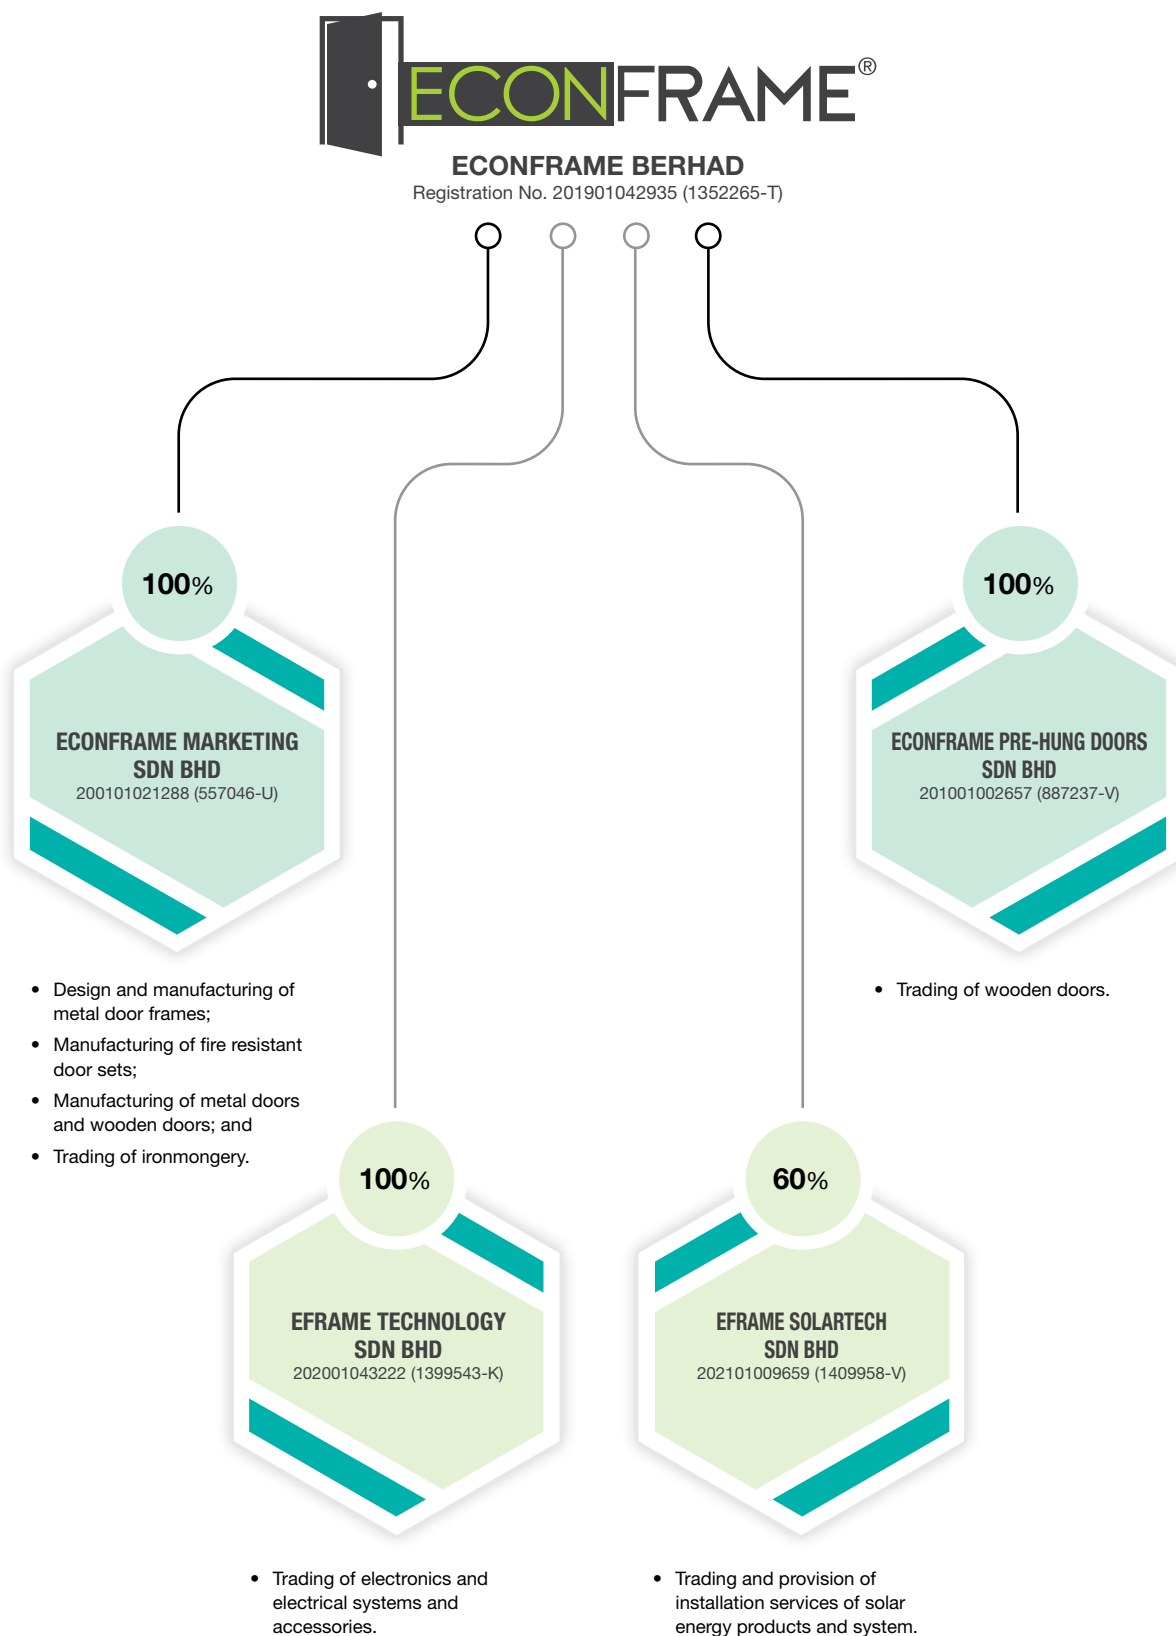 ECONFRAME®
ECONFRAME BERHAD
Registration No. 201901042935 (1352265-T)
100%
ECONFRAME MARKETING
SDN BHD
200101021288 (557046-U)
• Design and manufacturing of
metal door frames;
• Manufacturing of fire resistant
door sets;
• Manufacturing of metal doors
and wooden doors; and
• Trading of ironmongery.
100%
ECONFRAME PRE-HUNG DOORS
SDN BHD
201001002657 (887237-V)
• Trading of wooden doors.
100%
EFRAME TECHNOLOGY
SDN BHD
202001043222 (1399543-K)
• Trading of electronics and
electrical systems and
accessories.
60%
EFRAME SOLARTECH
SDN BHD
202101009659 (1409958-V)
• Trading and provision of
installation services of solar
energy products and system.